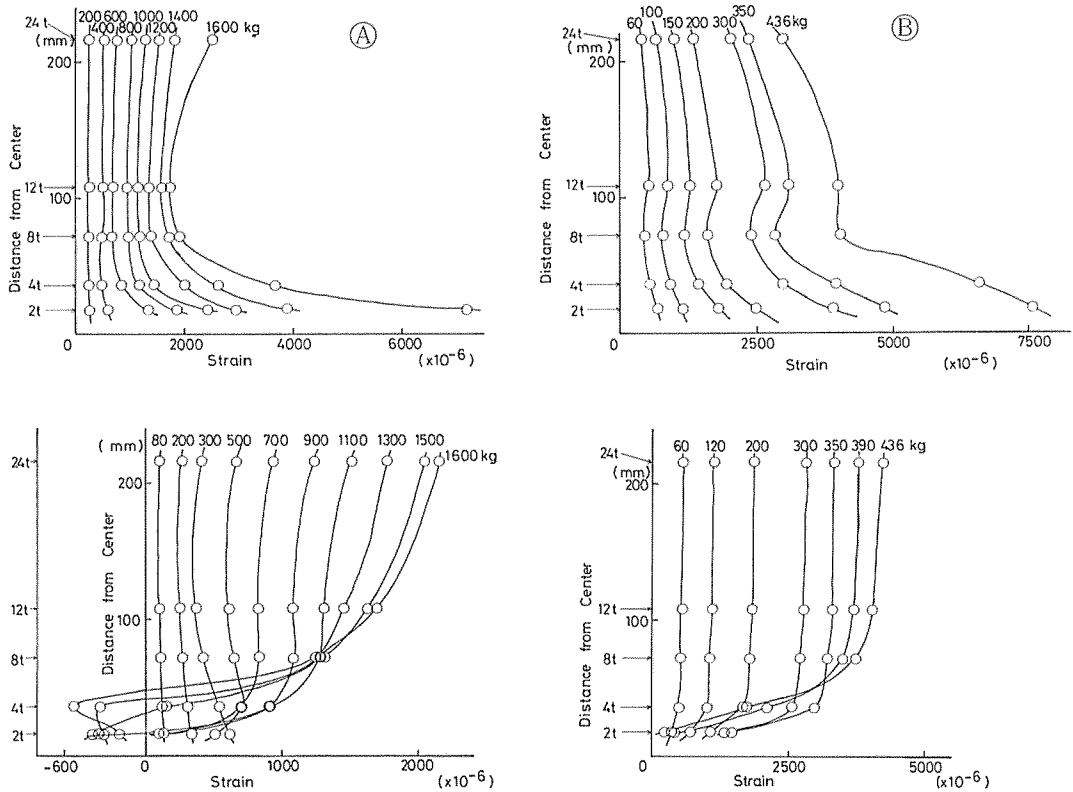 24 t
(mm)
200 600 1000 1400
400 800 1200 1600 kg
Ⓐ
200
12t
100
8t
4t
2t
Distance from Center
0 2000 4000 6000
Strain (x10⁻⁶)
100 350
60 150 200 300 436kg
Ⓑ
24t
(mm)
200
12t
100
8t
4t
2t
Distance from Center
0 2500 5000 7500
Strain (x10⁻⁶)
(mm) 80 200 300 500 700 900 1100 1300 1500
1600 kg
24t
200
12t
100
8t
4t
2t
Distance from Center
-600 0 1000 2000
Strain (x10⁻⁶)
60 120 200 300 350 390 436 kg
24t
(mm)
200
12t
100
8t
4t
2t
Distance from Center
0 2500 5000
Strain (x10⁻⁶)